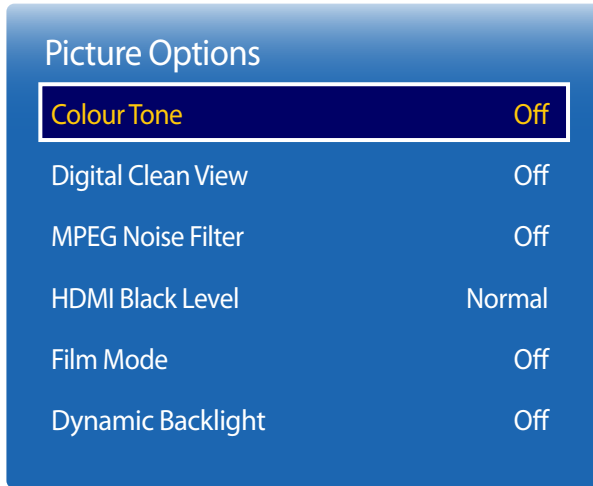 Picture Options
Colour Tone Off
Digital Clean View Off
MPEG Noise Filter Off
HDMI Black Level Normal
Film Mode Off
Dynamic Backlight Off